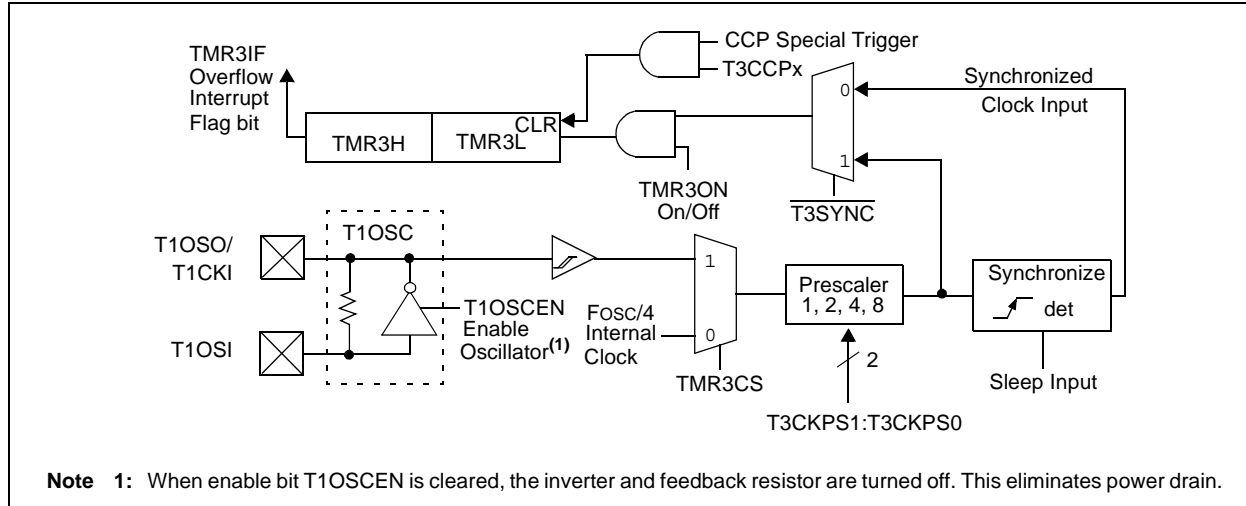 TMR3IF
Overflow
Interrupt
Flag bit
CCP Special Trigger
T3CCPx
0
Synchronized
Clock Input
CLR
TMR3H
TMR3L
1
TMR3ON
On/Off
T3SYNC
T1OSO/
T1CKI
T1OSC
1
Prescaler
1, 2, 4, 8
Synchronize
det
T1OSCEN
Enable
Oscillator(1)
FOSC/4
Internal
Clock
0
T1OSI
TMR3CS
2
Sleep Input
T3CKPS1:T3CKPS0
Note 1: When enable bit T1OSCEN is cleared, the inverter and feedback resistor are turned off. This eliminates power drain.